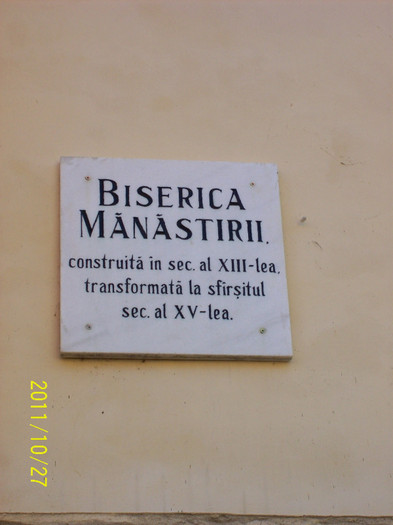 BISERICA
MĂNĂSTIRII,
construită în sec. al XIII-lea,
transformată la sfîrșitul
sec. al XV-lea.
2011/10/27